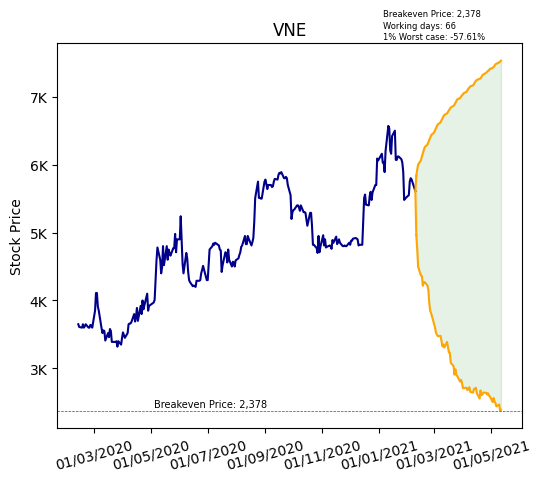 Breakeven Price: 2,378
Working days: 66
1% Worst case: -57.61%
VNE
Stock Price
7K
6K
5K
4K
3K
Breakeven Price: 2,378
01/03/2020
01/05/2020
01/07/2020
01/09/2020
01/11/2020
01/01/2021
01/03/2021
01/05/2021